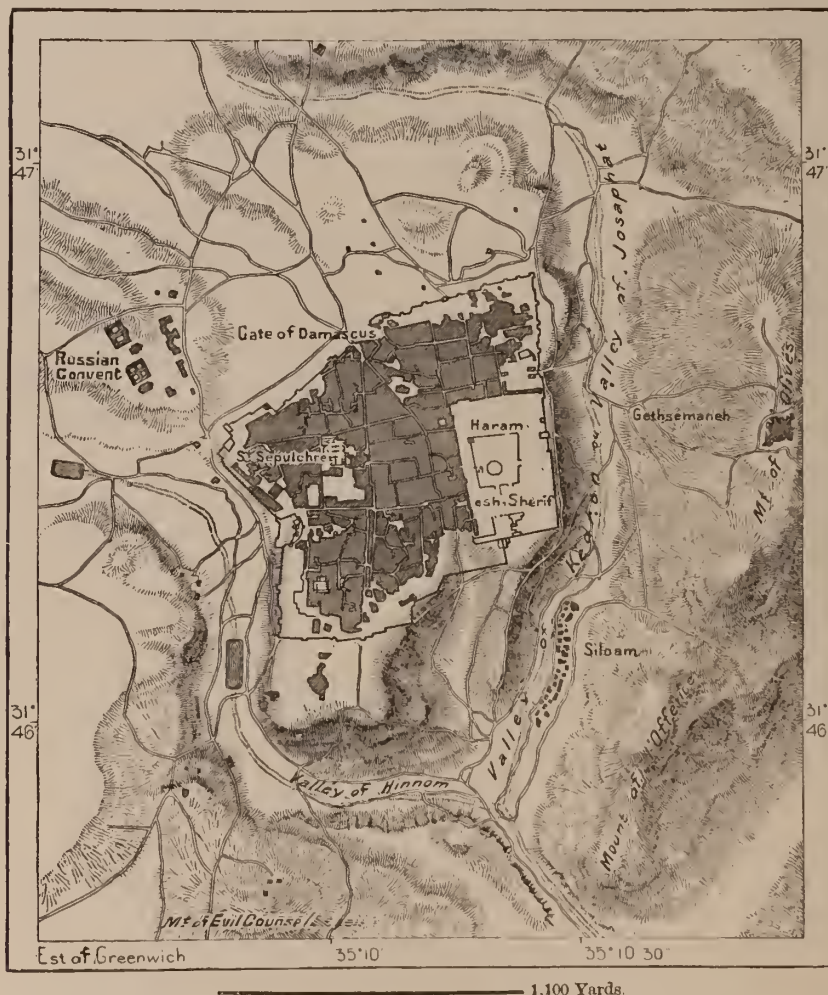 31°
47'
31°
47'
Valley of Josaphat
Gate of Damascus
Russian
Convent
Haram
St Sepulchre
esh. Sherif
Kedron or
Gethsemaneh
Mt of Olives
Siloam
31°
46'
31°
46'
Mount of Offence
Valley
Valley of Hinnom
Mt of Evil Counsel
Est of Greenwich
35°10'
35°10'30"
1,100 Yards.